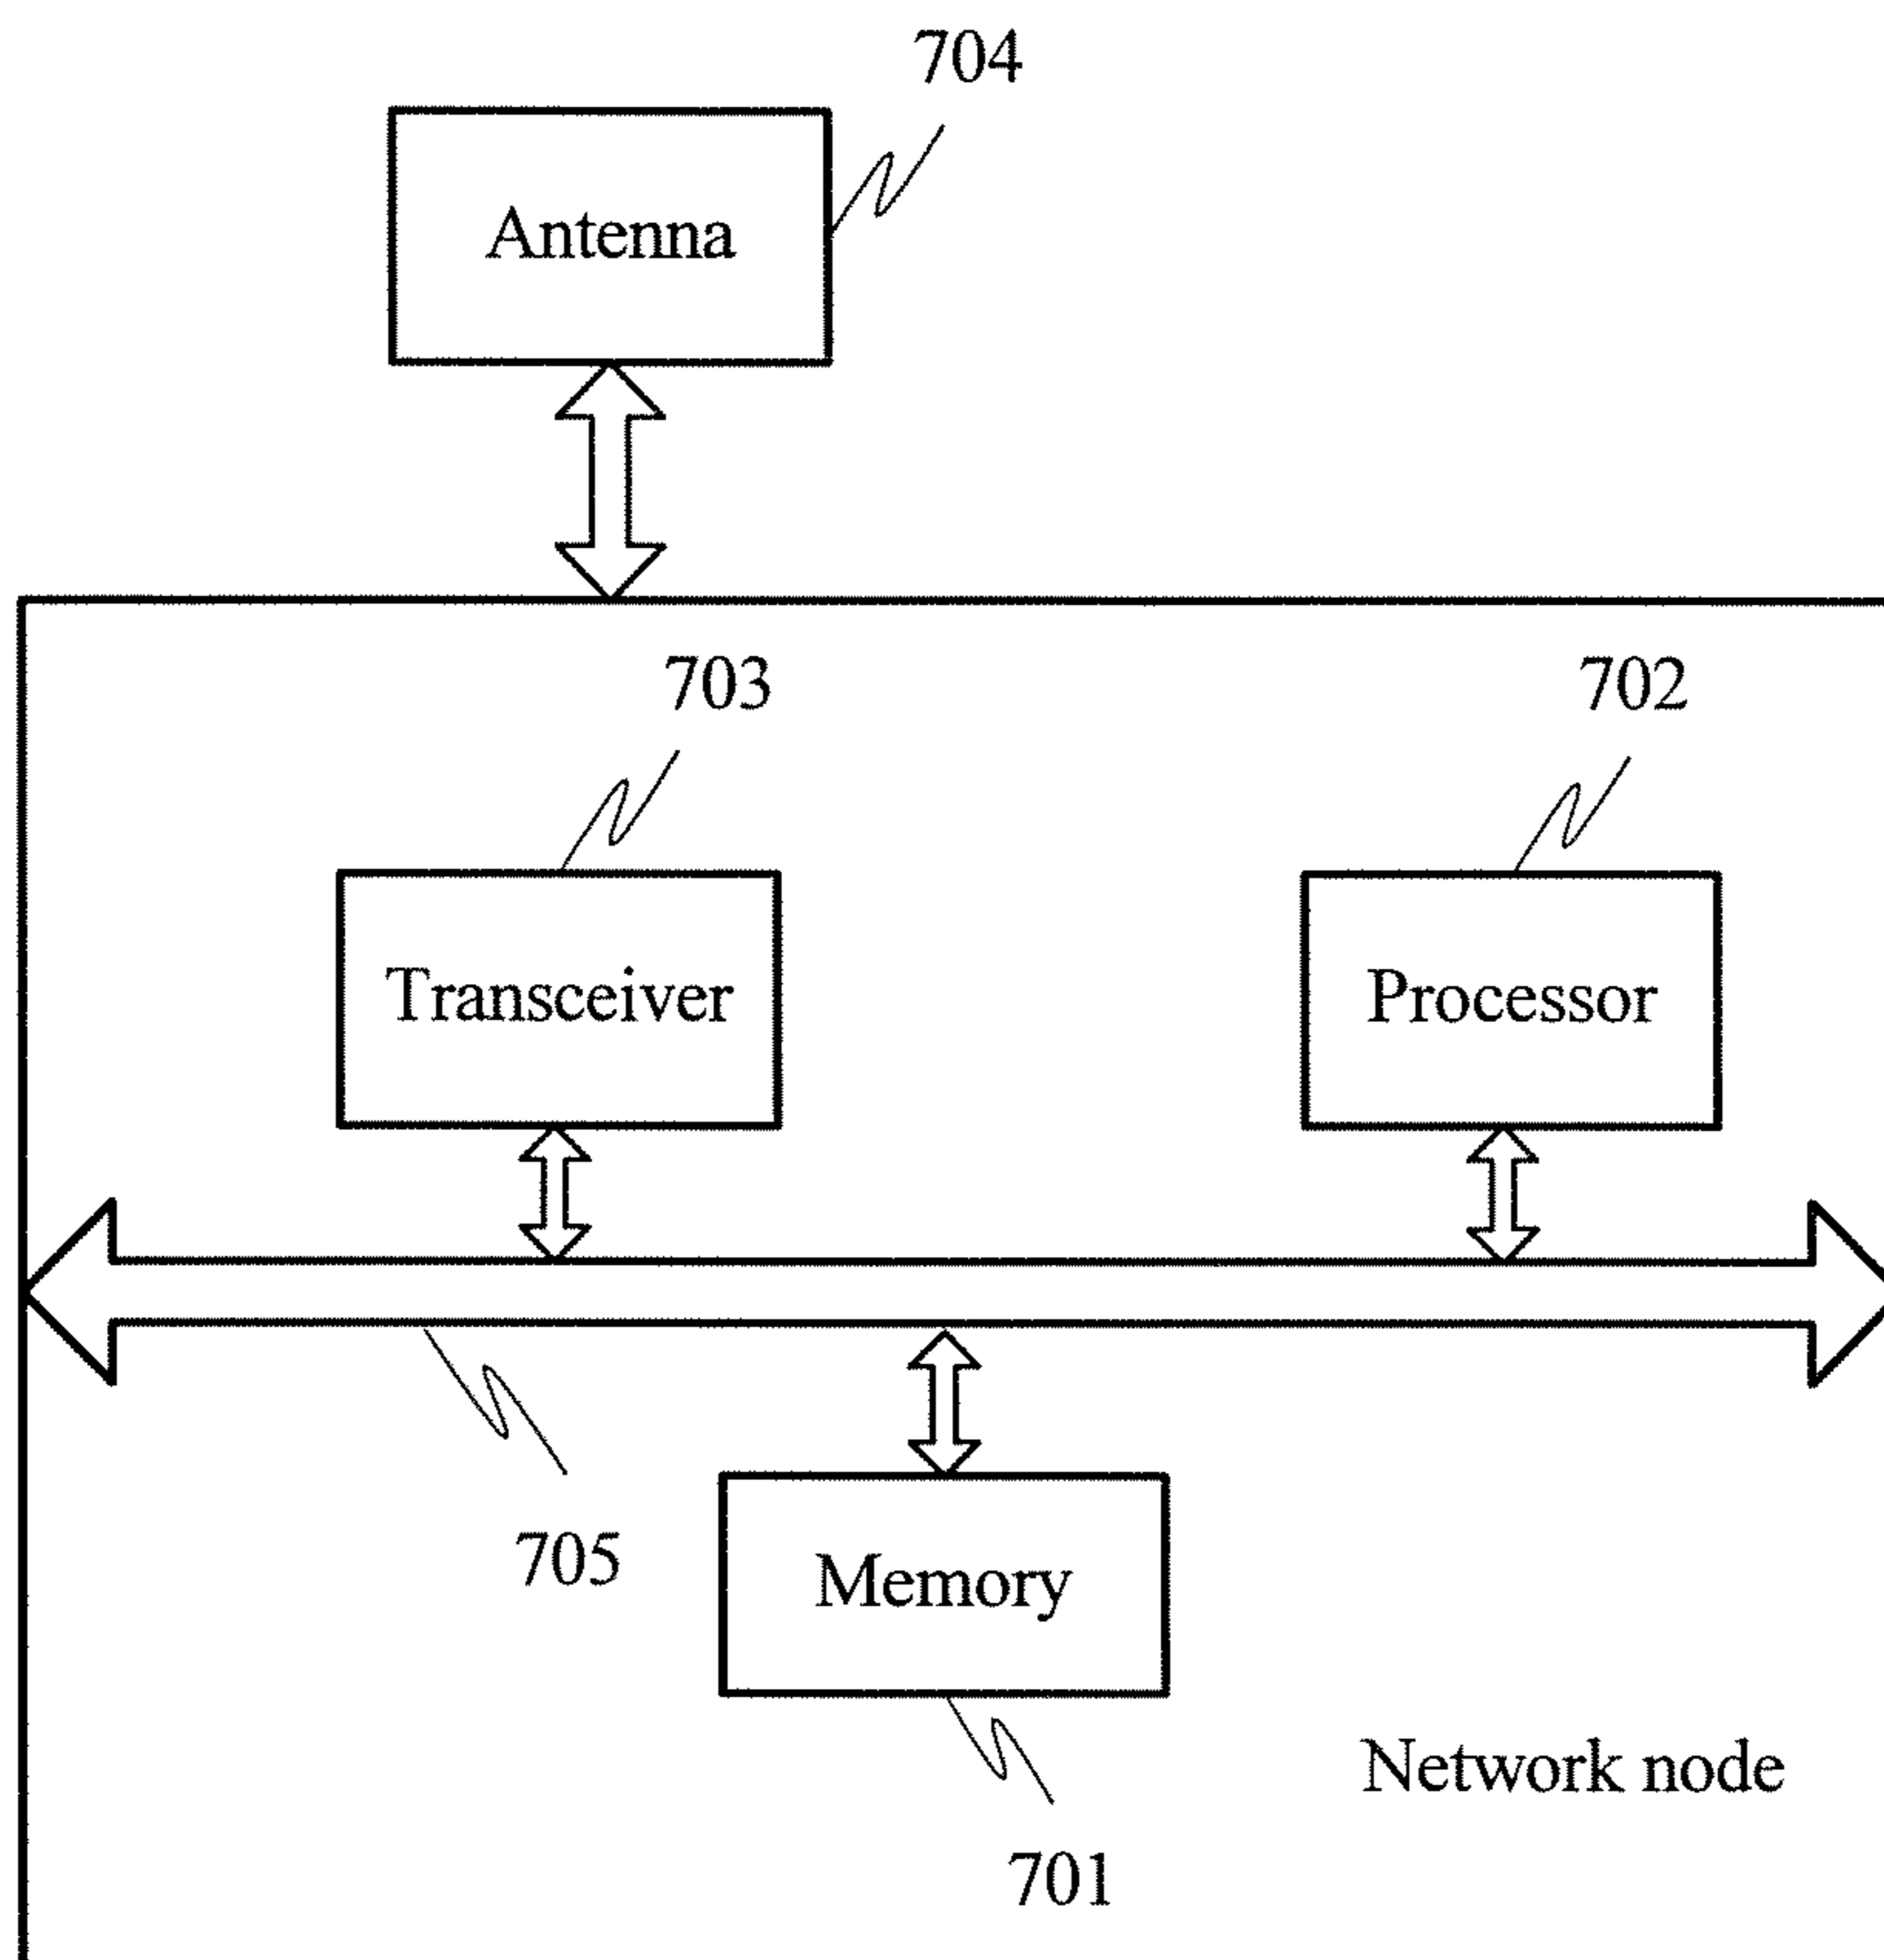 704
Antenna
703
702
Transceiver
Processor
705
Memory
Network node
701